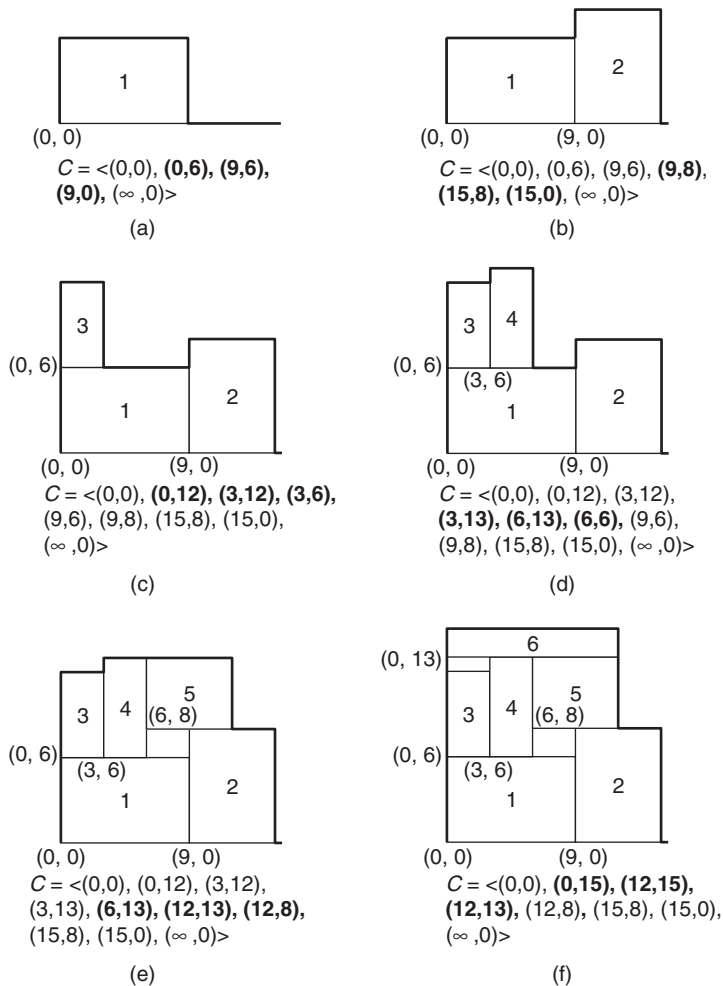 1
(0, 0)
C = <(0,0), (0,6), (9,6),
(9,0), (∞ ,0)>
(a)
1
2
(0, 0)
(9, 0)
C = <(0,0), (0,6), (9,6), (9,8),
(15,8), (15,0), (∞ ,0)>
(b)
3
(0, 6)
1
2
(0, 0)
(9, 0)
C = <(0,0), (0,12), (3,12), (3,6),
(9,6), (9,8), (15,8), (15,0),
(∞ ,0)>
(c)
3
4
(0, 6)
(3, 6)
1
2
(0, 0)
(9, 0)
C = <(0,0), (0,12), (3,12),
(3,13), (6,13), (6,6), (9,6),
(9,8), (15,8), (15,0), (∞ ,0)>
(d)
3
4
5
(6, 8)
(0, 6)
(3, 6)
1
2
(0, 0)
(9, 0)
C = <(0,0), (0,12), (3,12),
(3,13), (6,13), (12,13), (12,8),
(15,8), (15,0), (∞ ,0)>
(e)
6
(0, 13)
3
4
5
(6, 8)
(0, 6)
(3, 6)
1
2
(0, 0)
(9, 0)
C = <(0,0), (0,15), (12,15),
(12,13), (12,8), (15,8), (15,0),
(∞ ,0)>
(f)